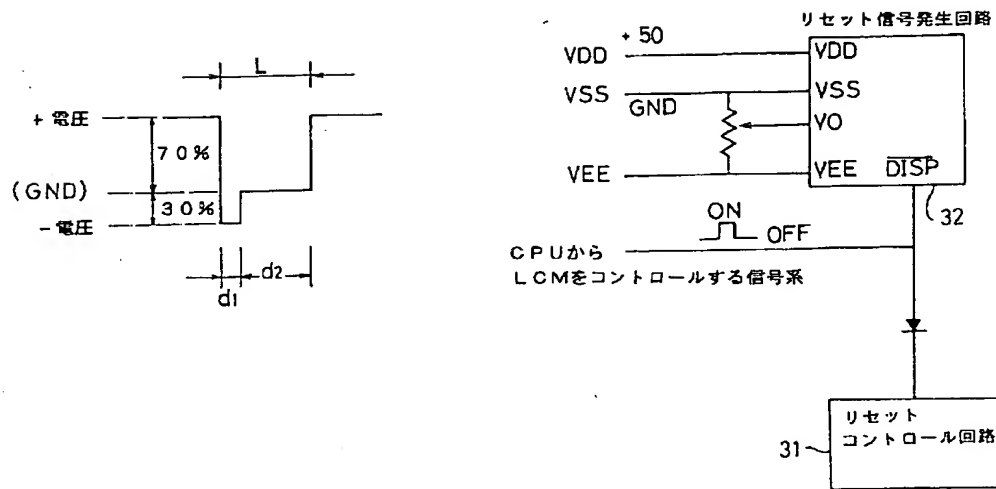 L
+電圧
70%
(GND)
30%
-電圧
d1
d2
リセット信号発生回路
VDD
+50
VDD
VSS
GND
VSS
VO
VEE
VEE
DISP
32
ON
OFF
CPUから
LCMをコントロールする信号系
リセット
コントロール回路
31